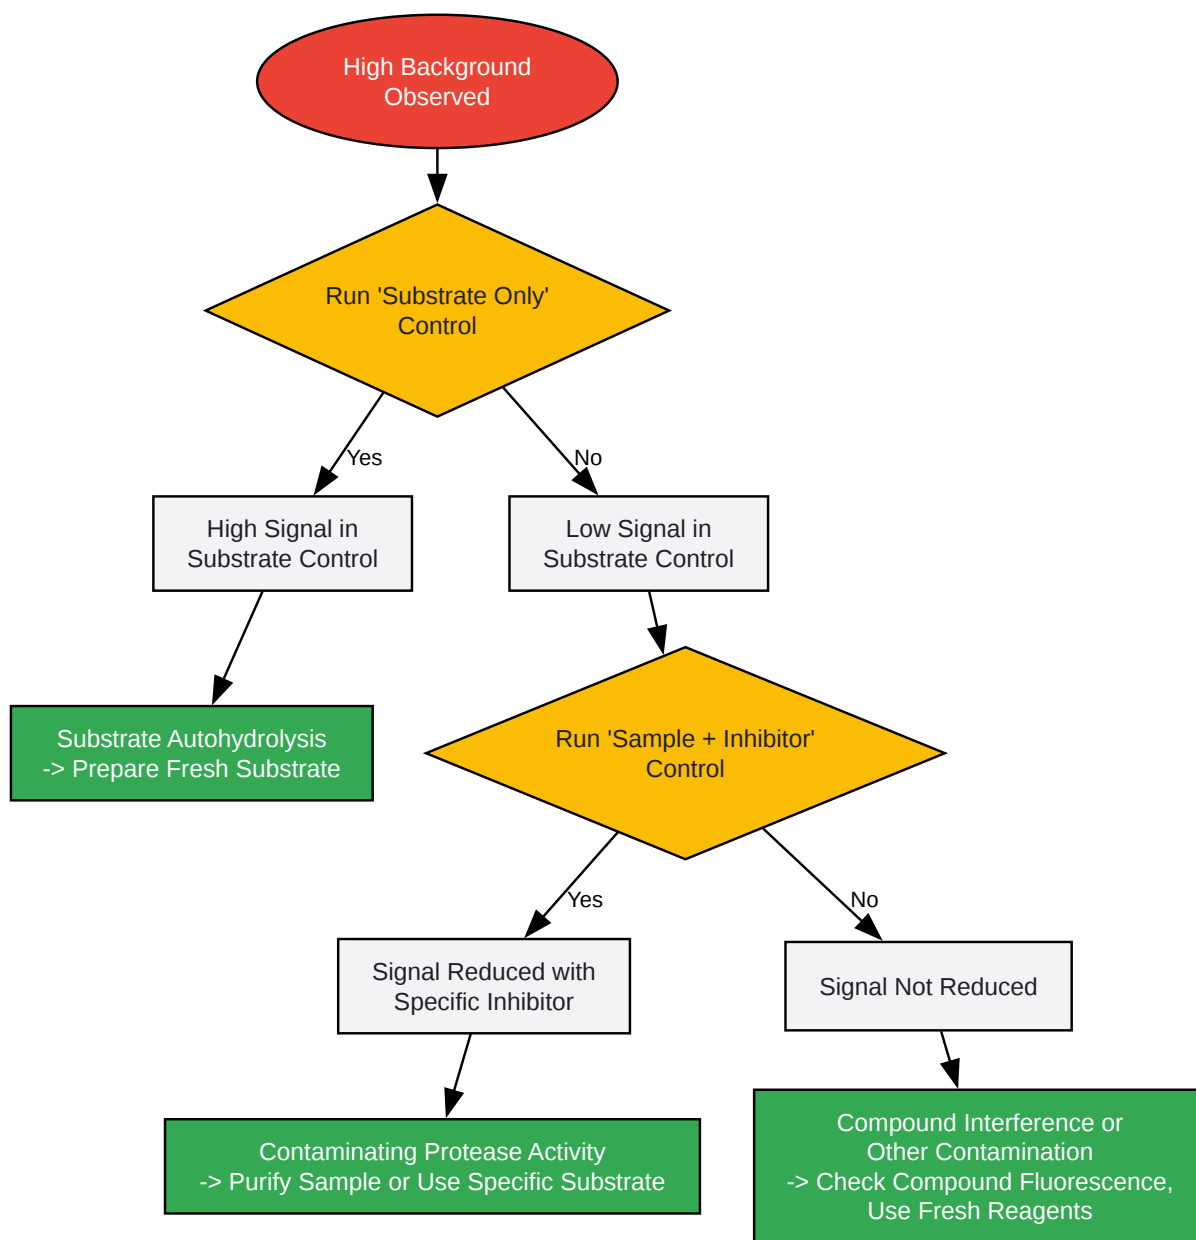 High Background
Observed
Run 'Substrate Only'
Control
Yes
No
High Signal in
Substrate Control
Low Signal in
Substrate Control
Substrate Autohydrolysis
-> Prepare Fresh Substrate
Run 'Sample + Inhibitor'
Control
Yes
No
Signal Reduced with
Specific Inhibitor
Signal Not Reduced
Contaminating Protease Activity
-> Purify Sample or Use Specific Substrate
Compound Interference or
Other Contamination
-> Check Compound Fluorescence,
Use Fresh Reagents